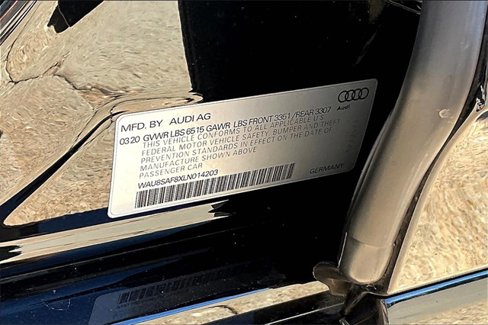 MFD. BY AUDI AG
Audi
0320 GVWR LBS 6515 GAWR LBS FRONT 3351 / REAR 3307
THIS VEHICLE CONFORMS TO ALL APPLICABLE U.S.
FEDERAL MOTOR VEHICLE SAFETY, BUMPER AND THEFT
PREVENTION STANDARDS IN EFFECT ON THE DATE OF
MANUFACTURE SHOWN ABOVE.
PASSENGER CAR
WAU8SAF8XLN014203
GERMANY